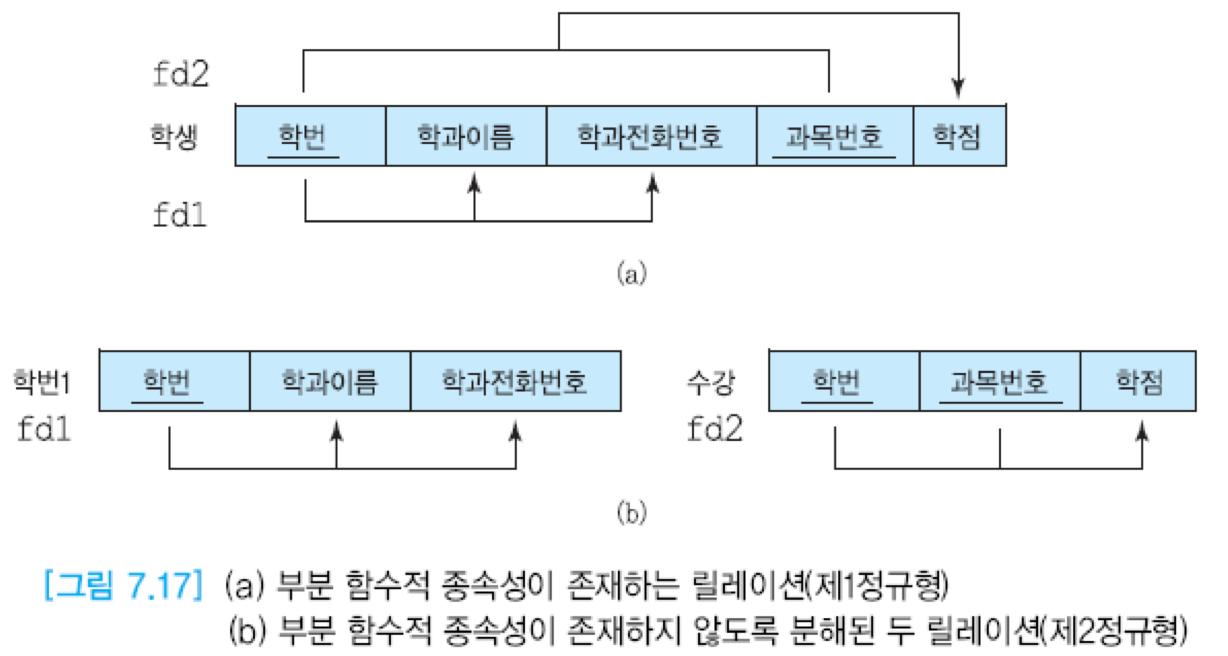 fd2
학생 학번 학과이름 학과전화번호 과목번호 학점
fd1
(a)
학번1 학번 학과이름 학과전화번호
fd1
수강 학번 과목번호 학점
fd2
(b)
[그림 7.17] (a) 부분 함수적 종속성이 존재하는 릴레이션(제1정규형)
(b) 부분 함수적 종속성이 존재하지 않도록 분해된 두 릴레이션(제2정규형)